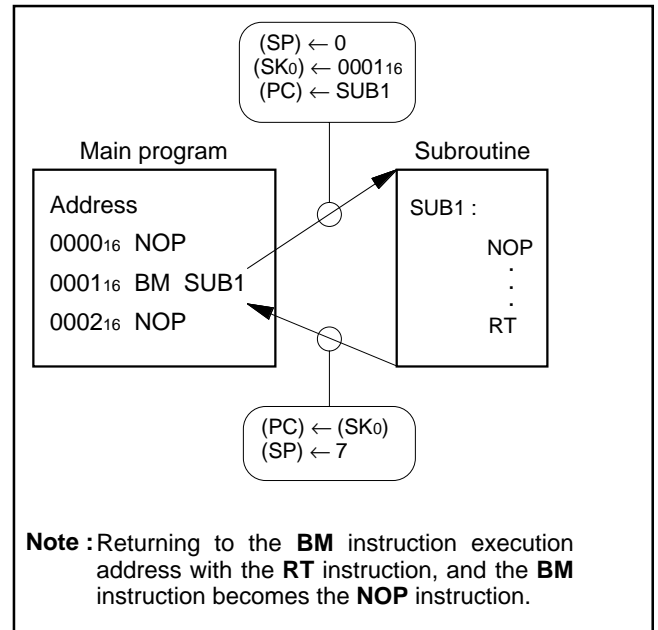 (SP) ← 0
(SK₀) ← 0001₁₆
(PC) ← SUB1
Main program
Subroutine
Address
0000₁₆ NOP
0001₁₆ BM SUB1
0002₁₆ NOP
SUB1 :
NOP
·
·
·
RT
(PC) ← (SK₀)
(SP) ← 7
Note : Returning to the BM instruction execution
address with the RT instruction, and the BM
instruction becomes the NOP instruction.